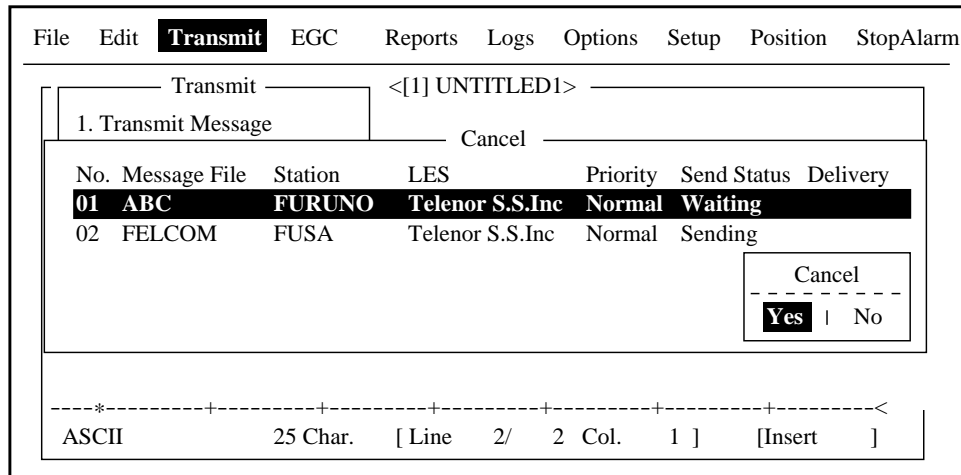 File Edit Transmit EGC Reports Logs Options Setup Position StopAlarm
Transmit <[1] UNTITLED1>
1. Transmit Message
Cancel
No. Message File Station LES Priority Send Status Delivery
01 ABC FURUNO Telenor S.S.Inc Normal Waiting
02 FELCOM FUSA Telenor S.S.Inc Normal Sending
Cancel
Yes | No
----*---------+---------+---------+---------+---------+---------+---------<
ASCII 25 Char. [ Line 2/ 2 Col. 1 ] [Insert ]